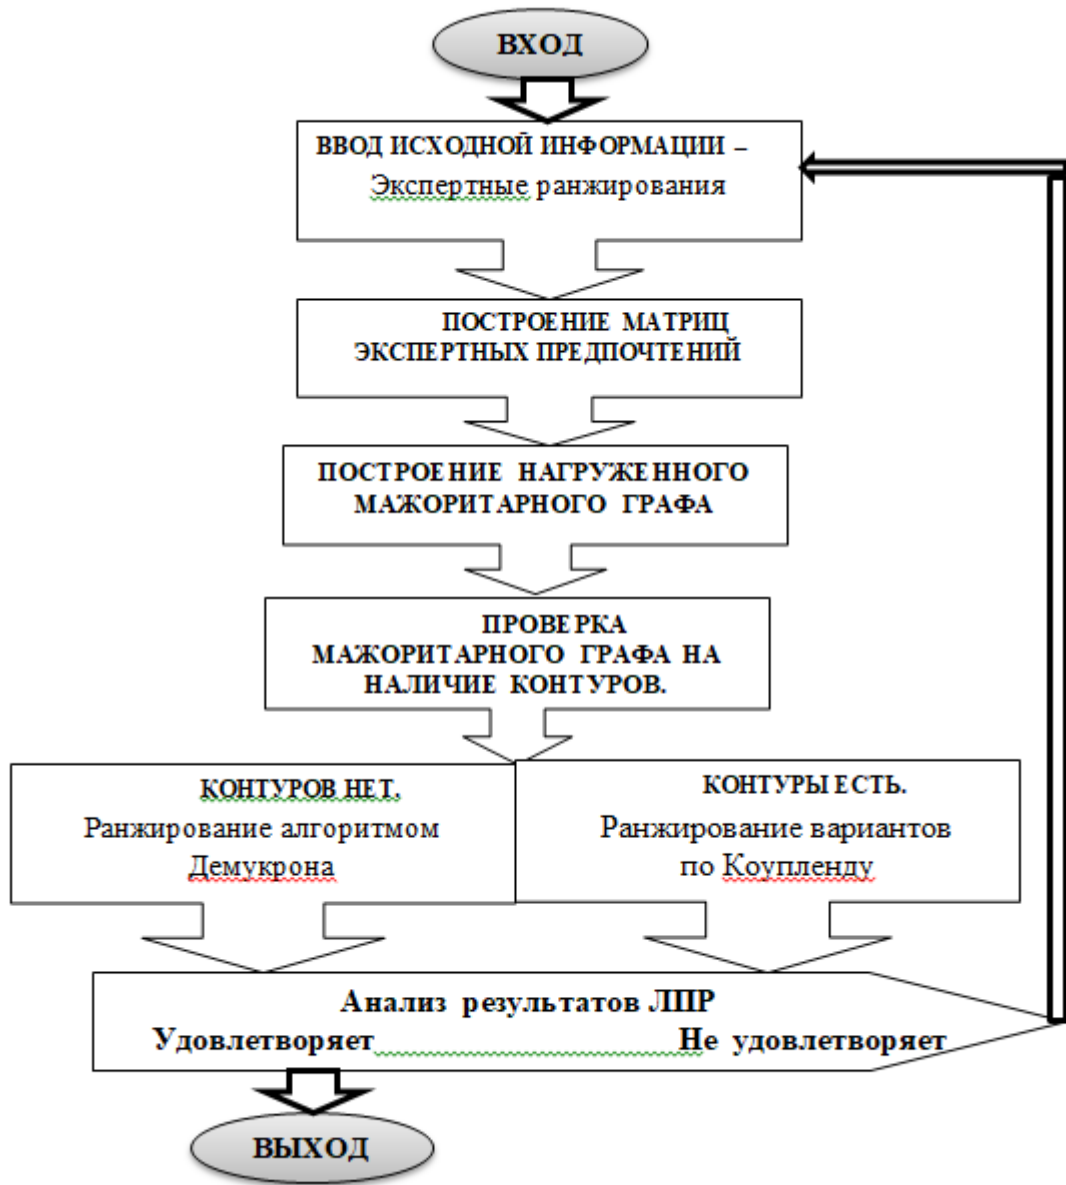 ВХОД
ВВОД ИСХОДНОЙ ИНФОРМАЦИИ –
Экспертные ранжирования
ПОСТРОЕНИЕ МАТРИЦ
ЭКСПЕРТНЫХ ПРЕДПОЧТЕНИЙ
ПОСТРОЕНИЕ НАГРУЖЕННОГО
МАЖОРИТАРНОГО ГРАФА
ПРОВЕРКА
МАЖОРИТАРНОГО ГРАФА НА
НАЛИЧИЕ КОНТУРОВ.
КОНТУРОВ НЕТ.
Ранжирование алгоритмом
Демукрона
КОНТУРЫ ЕСТЬ.
Ранжирование вариантов
по Коупленду
Анализ результатов ЛПР
Удовлетворяет Не удовлетворяет
ВЫХОД